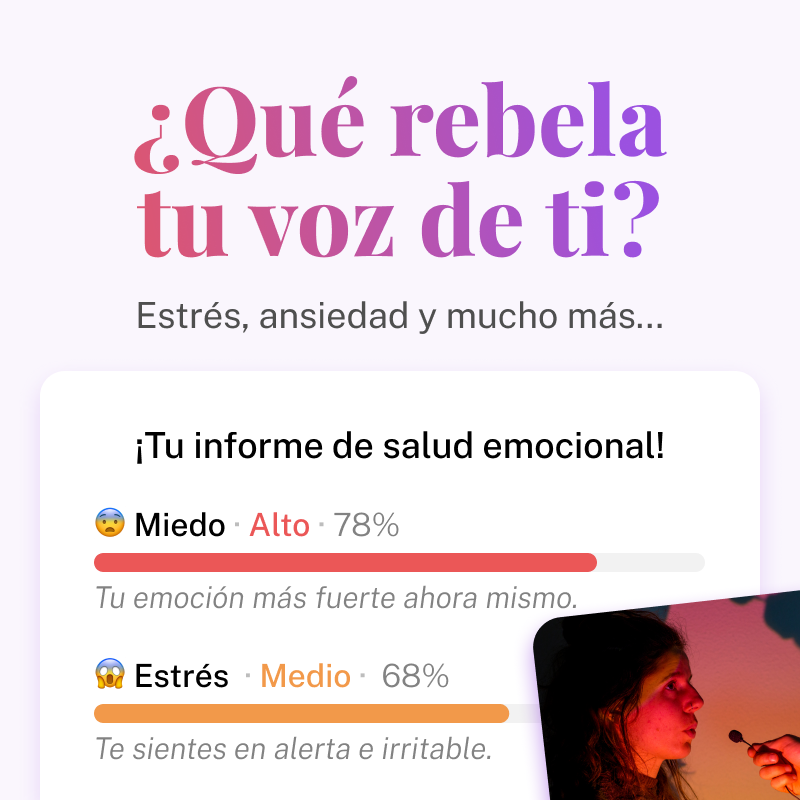 ¿Qué rebela
tu voz de ti?
Estrés, ansiedad y mucho más...
¡Tu informe de salud emocional!
😨 Miedo · Alto · 78%
Tu emoción más fuerte ahora mismo.
😱 Estrés · Medio · 68%
Te sientes en alerta e irritable.